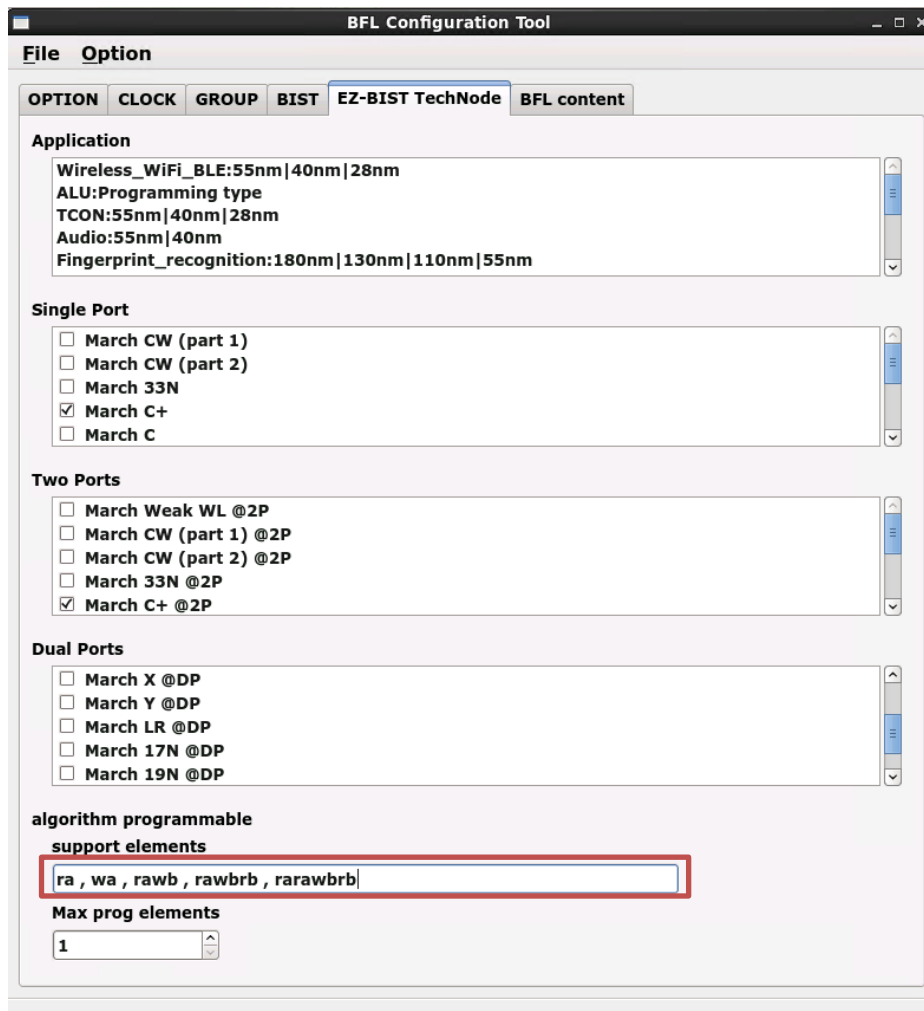 BFL Configuration Tool
File Option
OPTION CLOCK GROUP BIST EZ-BIST TechNode BFL content
Application
Wireless_WiFi_BLE:55nm|40nm|28nm
ALU:Programming type
TCON:55nm|40nm|28nm
Audio:55nm|40nm
Fingerprint_recognition:180nm|130nm|110nm|55nm
Single Port
March CW (part 1)
March CW (part 2)
March 33N
March C+
March C
Two Ports
March Weak WL @2P
March CW (part 1) @2P
March CW (part 2) @2P
March 33N @2P
March C+ @2P
Dual Ports
March X @DP
March Y @DP
March LR @DP
March 17N @DP
March 19N @DP
algorithm programmable
support elements
ra , wa , rawb , rawbrb , rarawbrb
Max prog elements
1